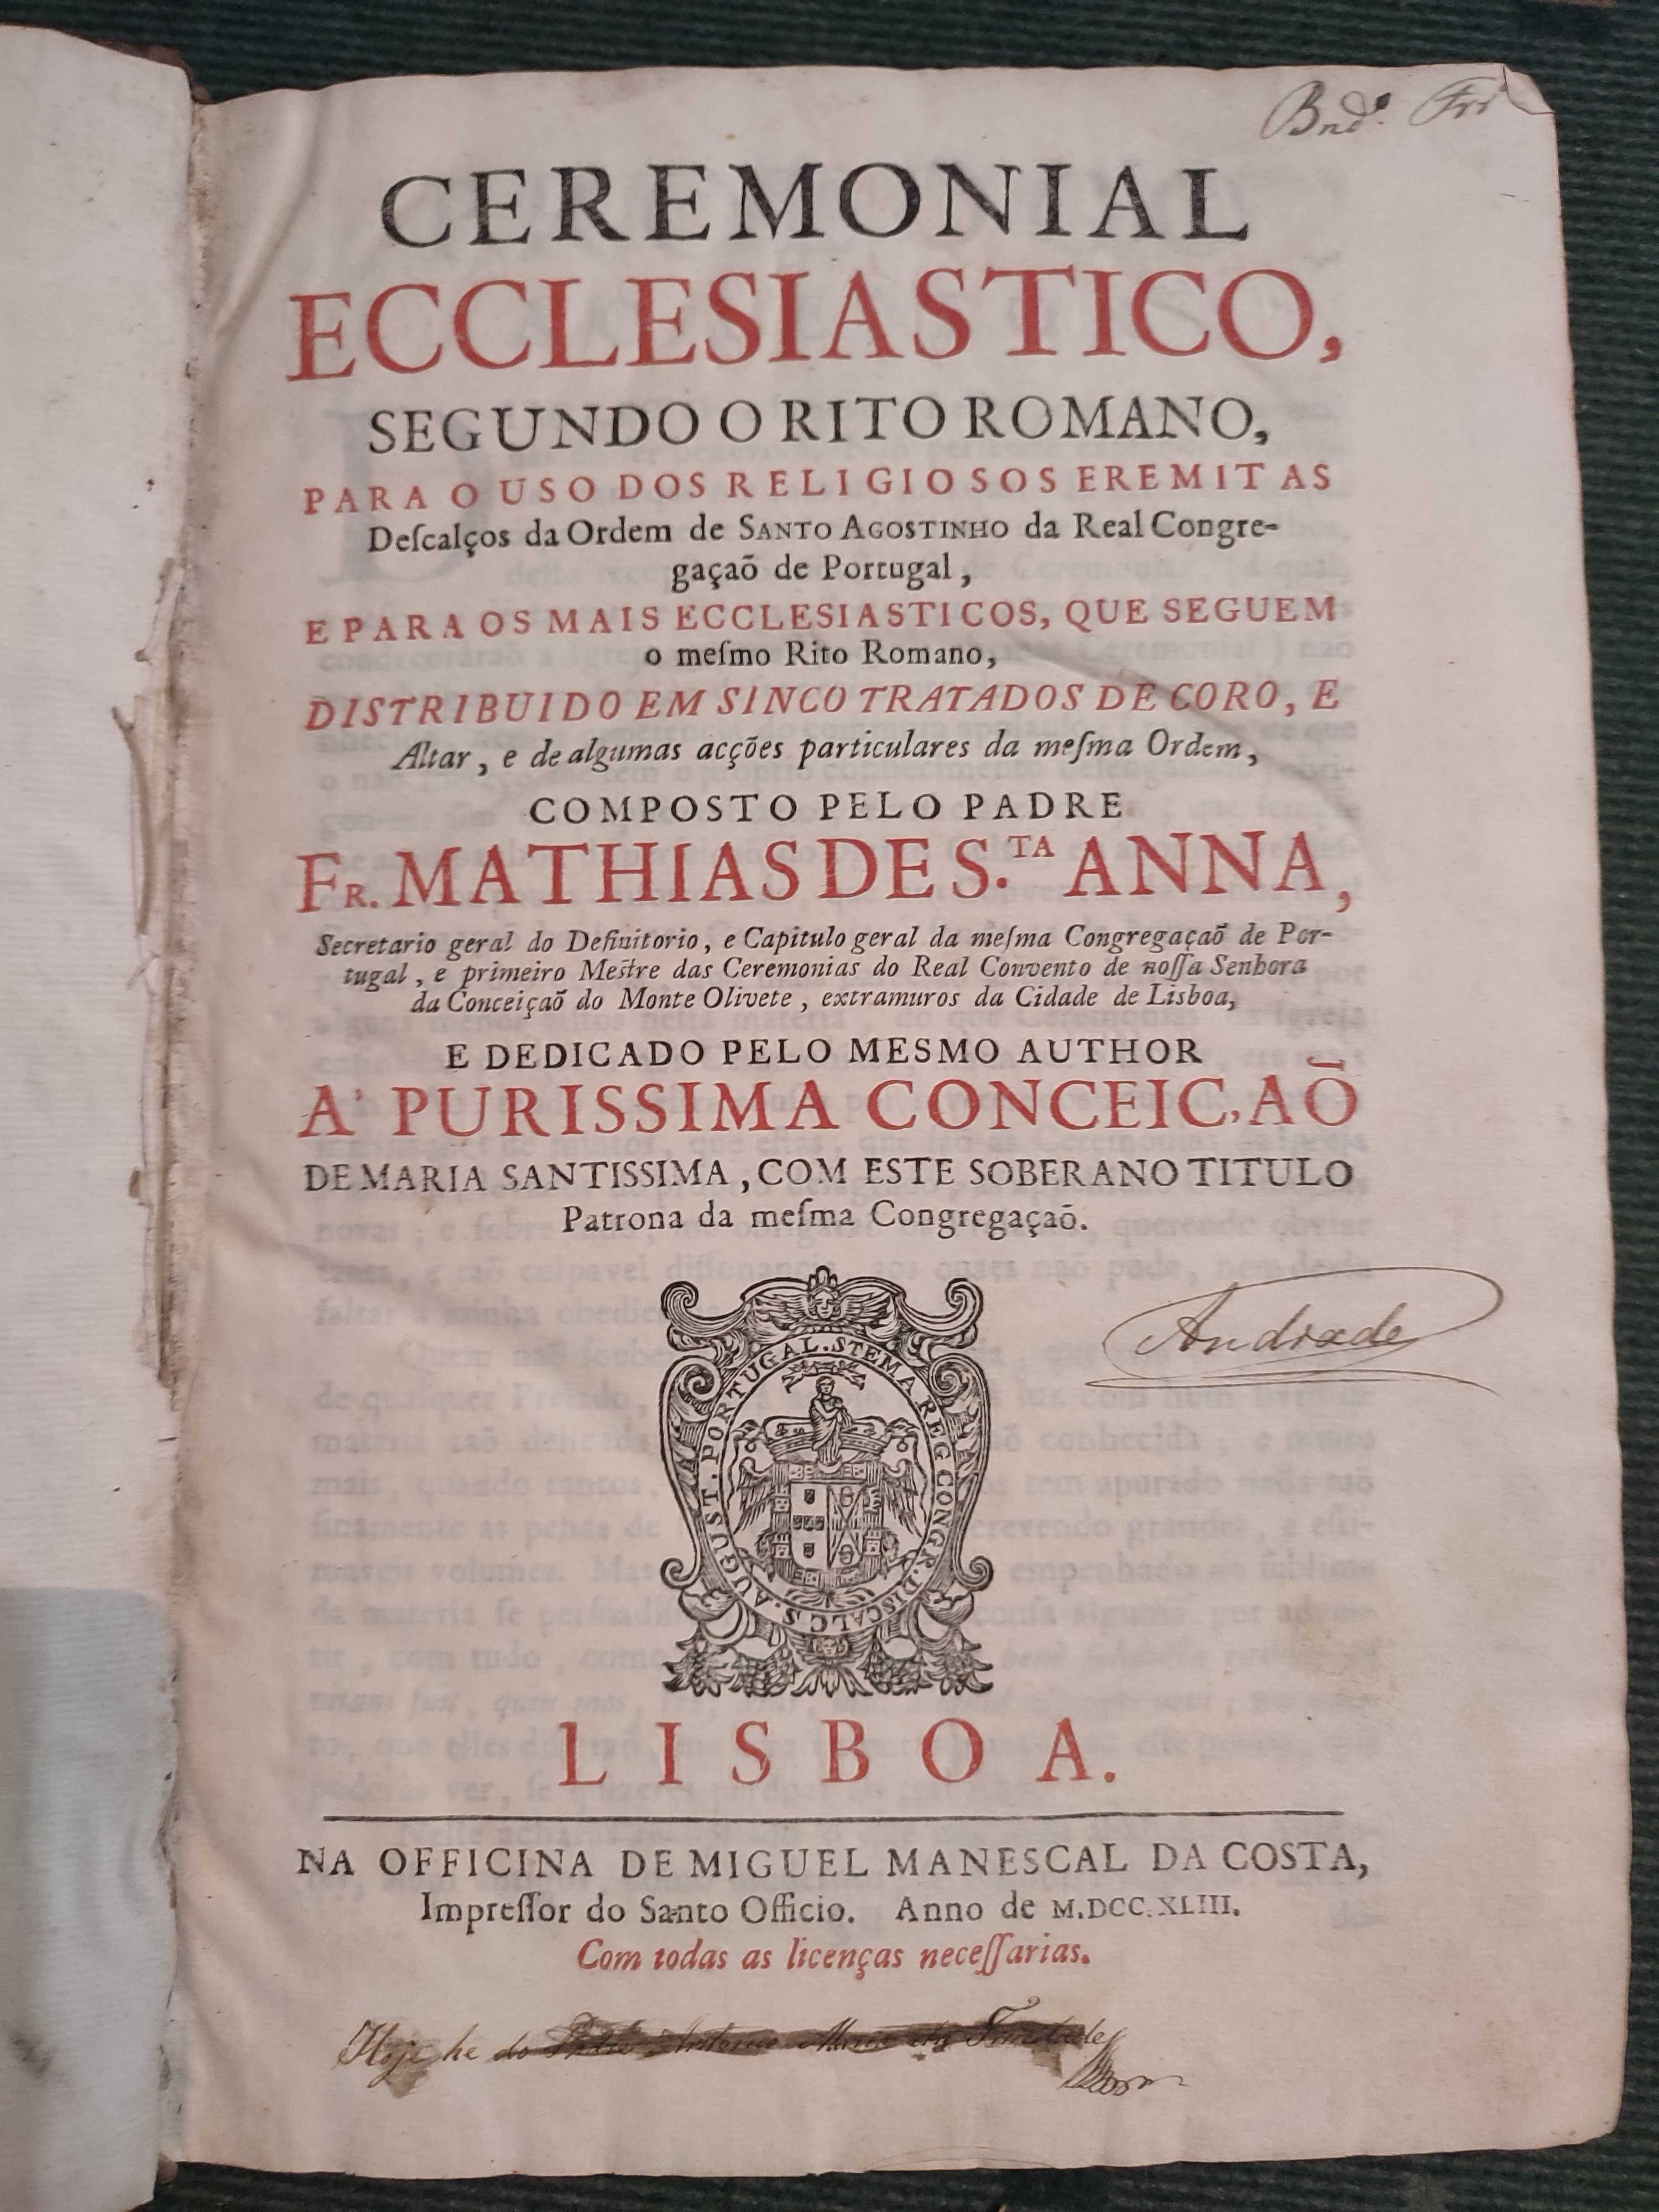 Bnd.º Fri
CEREMONIAL
ECCLESIASTICO,
SEGUNDO O RITO ROMANO,
PARA O USO DOS RELIGIOSOS EREMITAS
Deſcalços da Ordem de SANTO AGOSTINHO da Real Congre-
gaçaõ de Portugal,
E PARA OS MAIS ECCLESIASTICOS, QUE SEGUEM
o meſmo Rito Romano,
DISTRIBUIDO EM SINCO TRATADOS DE CORO, E
Altar, e de algumas acções particulares da meſma Ordem,
COMPOSTO PELO PADRE
FR. MATHIAS DE S.TA ANNA,
Secretario geral do Definitorio, e Capitulo geral da meſma Congregaçaõ de Por-
tugal, e primeiro Meſtre das Ceremonias do Real Convento de noſſa Senhora
da Conceiçaõ do Monte Olivete, extramuros da Cidade de Lisboa,
E DEDICADO PELO MESMO AUTHOR
A' PURISSIMA CONCEIC,AÕ
DE MARIA SANTISSIMA, COM ESTE SOBERANO TITULO
Patrona da meſma Congregaçaõ.
STEMA REG CONGR. DISCALC. S. AUGUST. PORTUGAL.
Andrade
LISBOA.
NA OFFICINA DE MIGUEL MANESCAL DA COSTA,
Impreſſor do Santo Officio. Anno de M.DCC.XLIII.
Com todas as licenças neceſſarias.
Hoje he do Padre Antonio Maria da Trindade